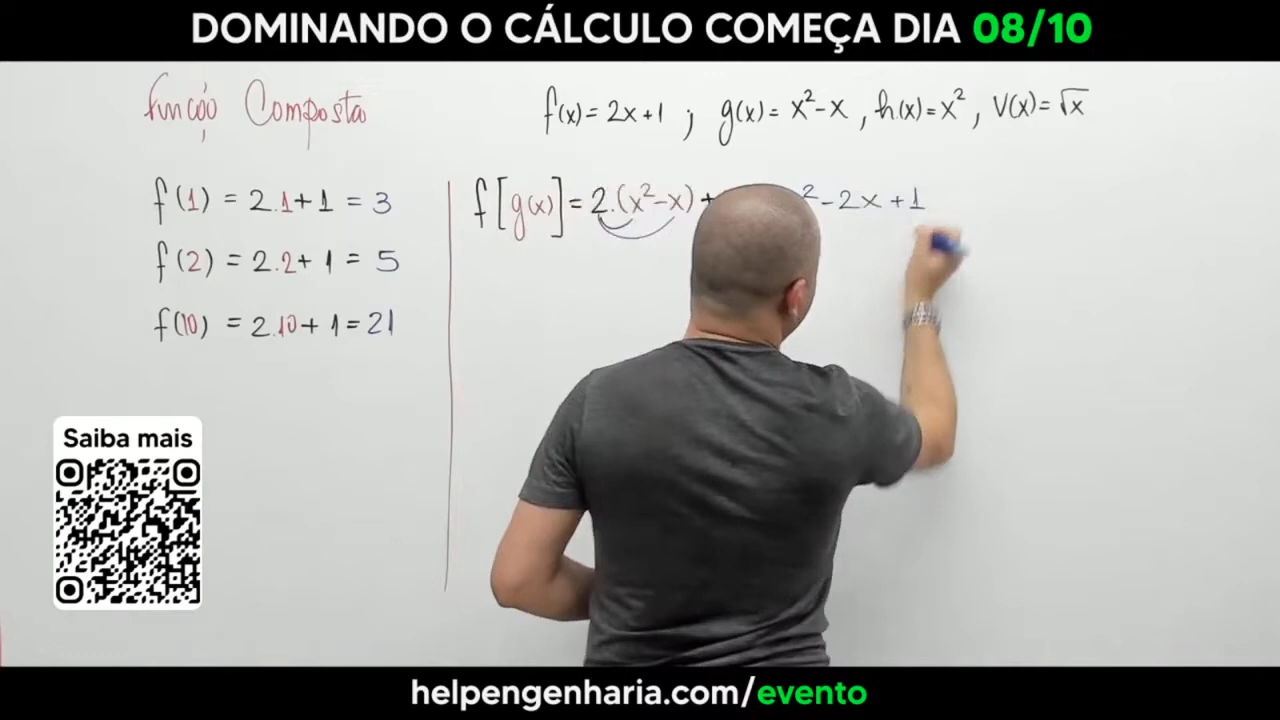 DOMINANDO O CÁLCULO COMEÇA DIA 08/10
Função Composta
f(x) = 2x+1 ; g(x) = x²-x , h(x) = x² , V(x) = √x
f(1) = 2.1+1 = 3
f(2) = 2.2+1 = 5
f(10) = 2.10+1 = 21
f[g(x)] = 2.(x²-x)+ ² -2x+1
Saiba mais
helpengenharia.com/evento